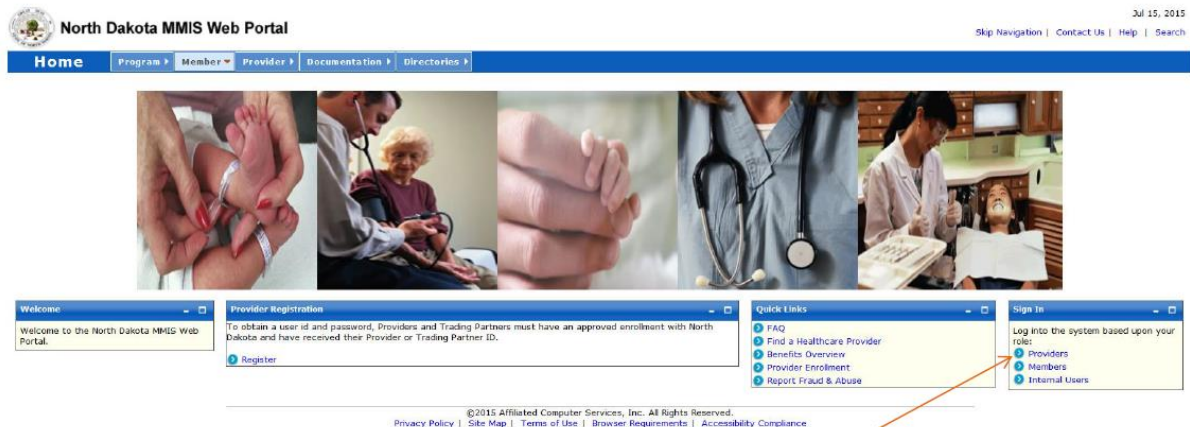 Jul 15, 2015
North Dakota MMIS Web Portal
Skip Navigation | Contact Us | Help | Search
Home Program Member Provider Documentation Directories
Welcome
Welcome to the North Dakota MMIS Web
Portal.
Provider Registration
To obtain a user id and password, Providers and Trading Partners must have an approved enrollment with North
Dakota and have received their Provider or Trading Partner ID.
Register
Quick Links
FAQ
Find a Healthcare Provider
Benefits Overview
Provider Enrollment
Report Fraud & Abuse
Sign In
Log into the system based upon your
role:
Providers
Members
Internal Users
©2015 Affiliated Computer Services, Inc. All Rights Reserved.
Privacy Policy | Site Map | Terms of Use | Browser Requirements | Accessibility Compliance